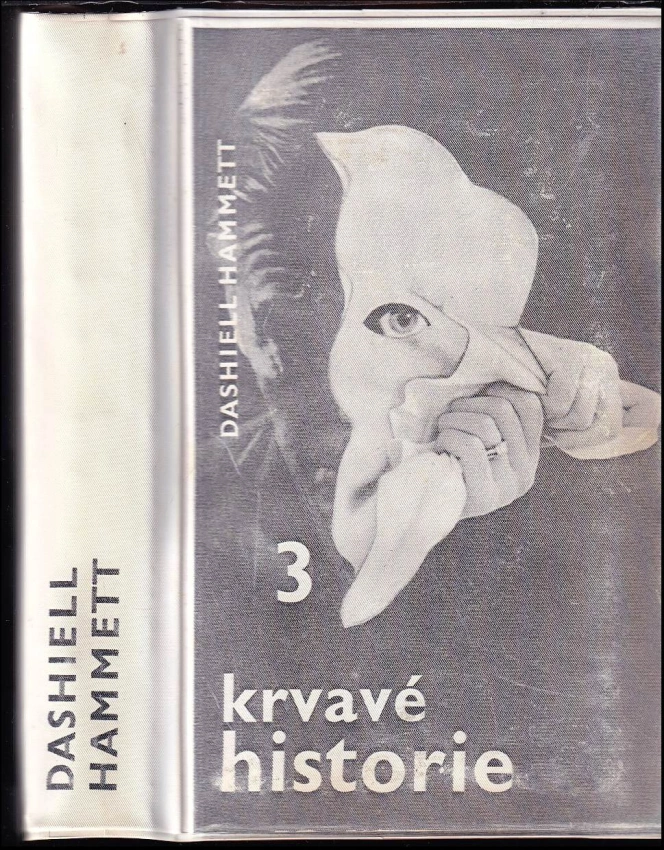 DASHIELL
HAMMETT
DASHIELL HAMMETT
3
krvavé
historie